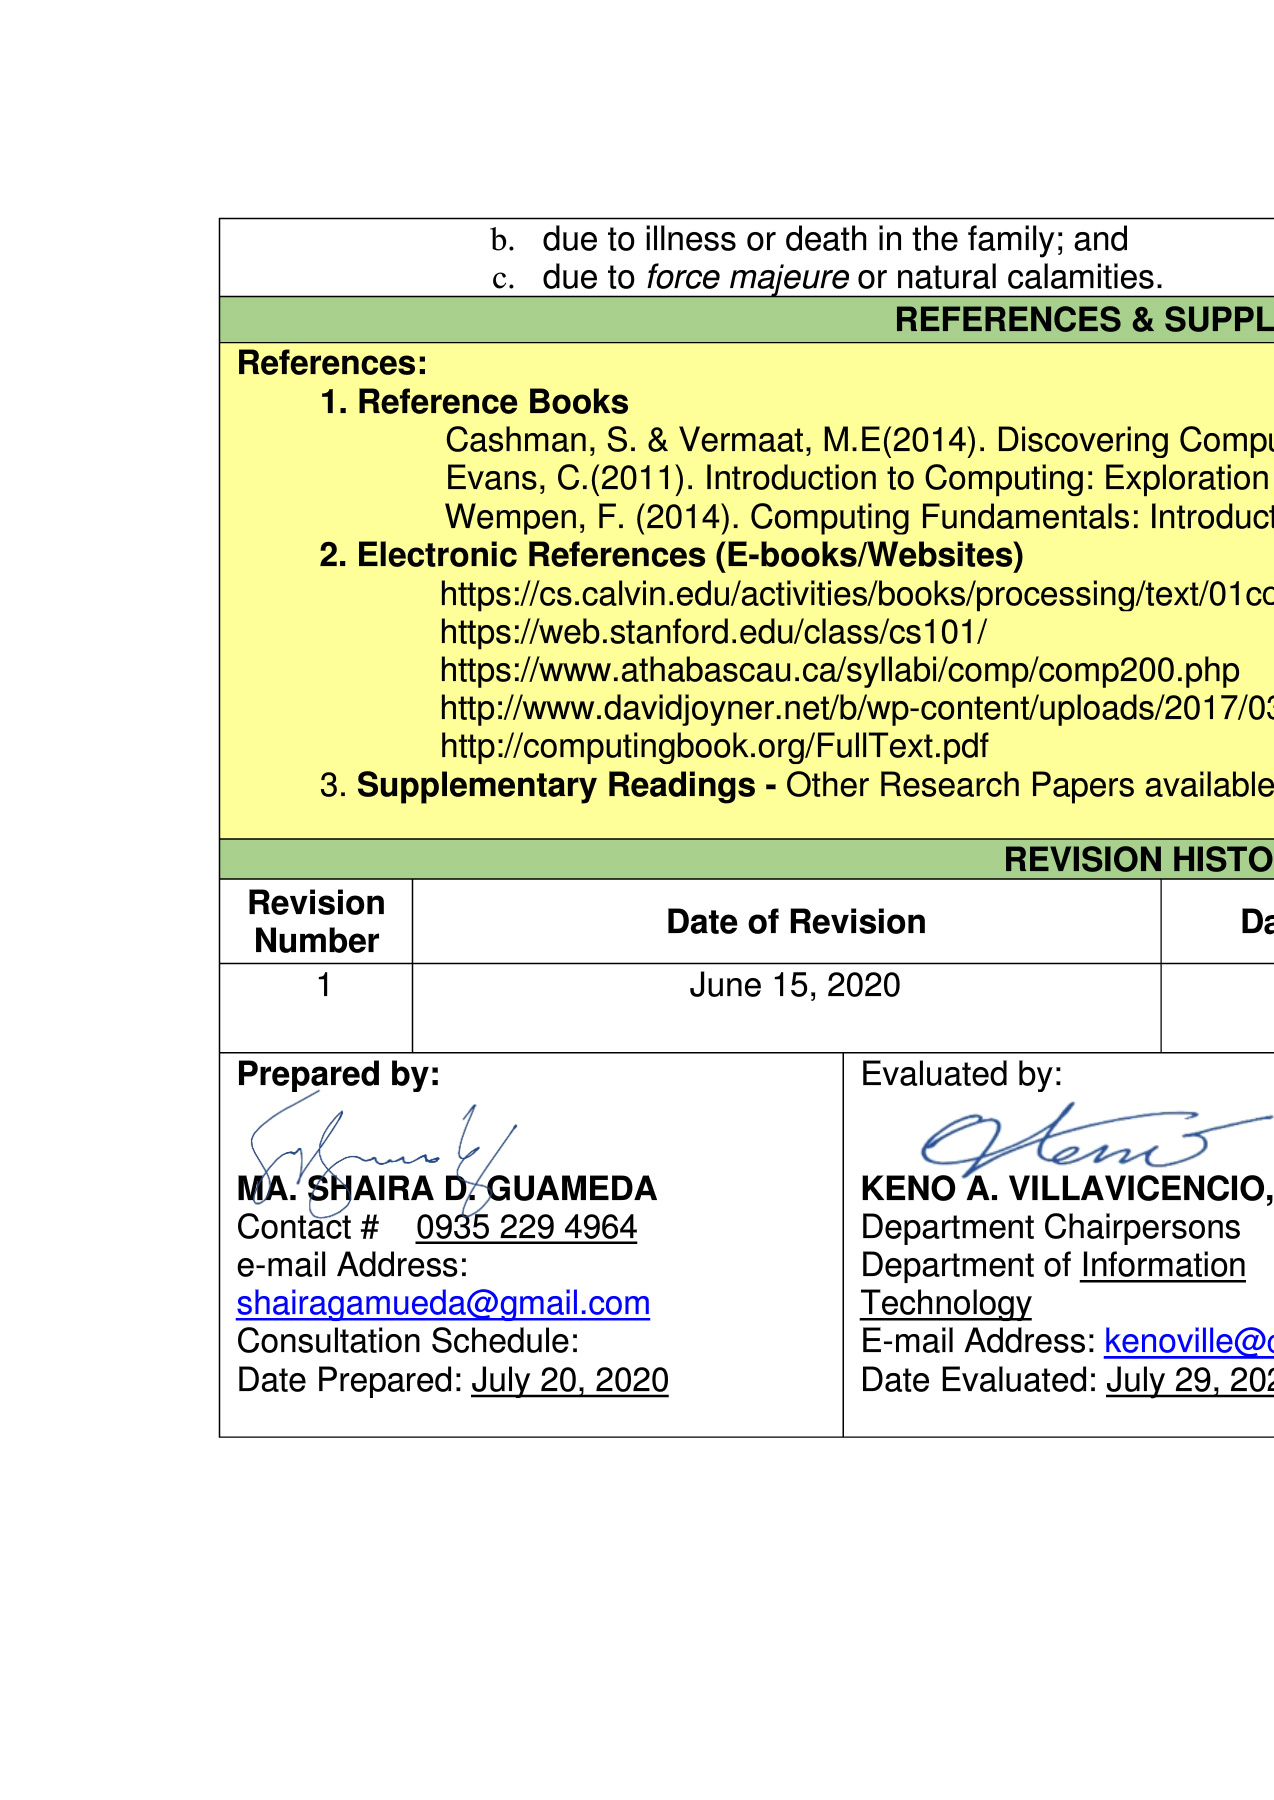 b. due to illness or death in the family; and
c. due to force majeure or natural calamities.
REFERENCES & SUPPL
References:
1. Reference Books
Cashman, S. & Vermaat, M.E(2014). Discovering Compu
Evans, C.(2011). Introduction to Computing: Exploration
Wempen, F. (2014). Computing Fundamentals: Introduct
2. Electronic References (E-books/Websites)
https://cs.calvin.edu/activities/books/processing/text/01co
https://web.stanford.edu/class/cs101/
https://www.athabascau.ca/syllabi/comp/comp200.php
http://www.davidjoyner.net/b/wp-content/uploads/2017/03
http://computingbook.org/FullText.pdf
3. Supplementary Readings - Other Research Papers available
REVISION HISTO
Revision
Number
Date of Revision
Da
1
June 15, 2020
Prepared by:
MA. SHAIRA D. GUAMEDA
Contact # 0935 229 4964
e-mail Address:
shairagamueda@gmail.com
Consultation Schedule:
Date Prepared: July 20, 2020
Evaluated by:
KENO A. VILLAVICENCIO,
Department Chairpersons
Department of Information
Technology
E-mail Address: kenoville@c
Date Evaluated: July 29, 202